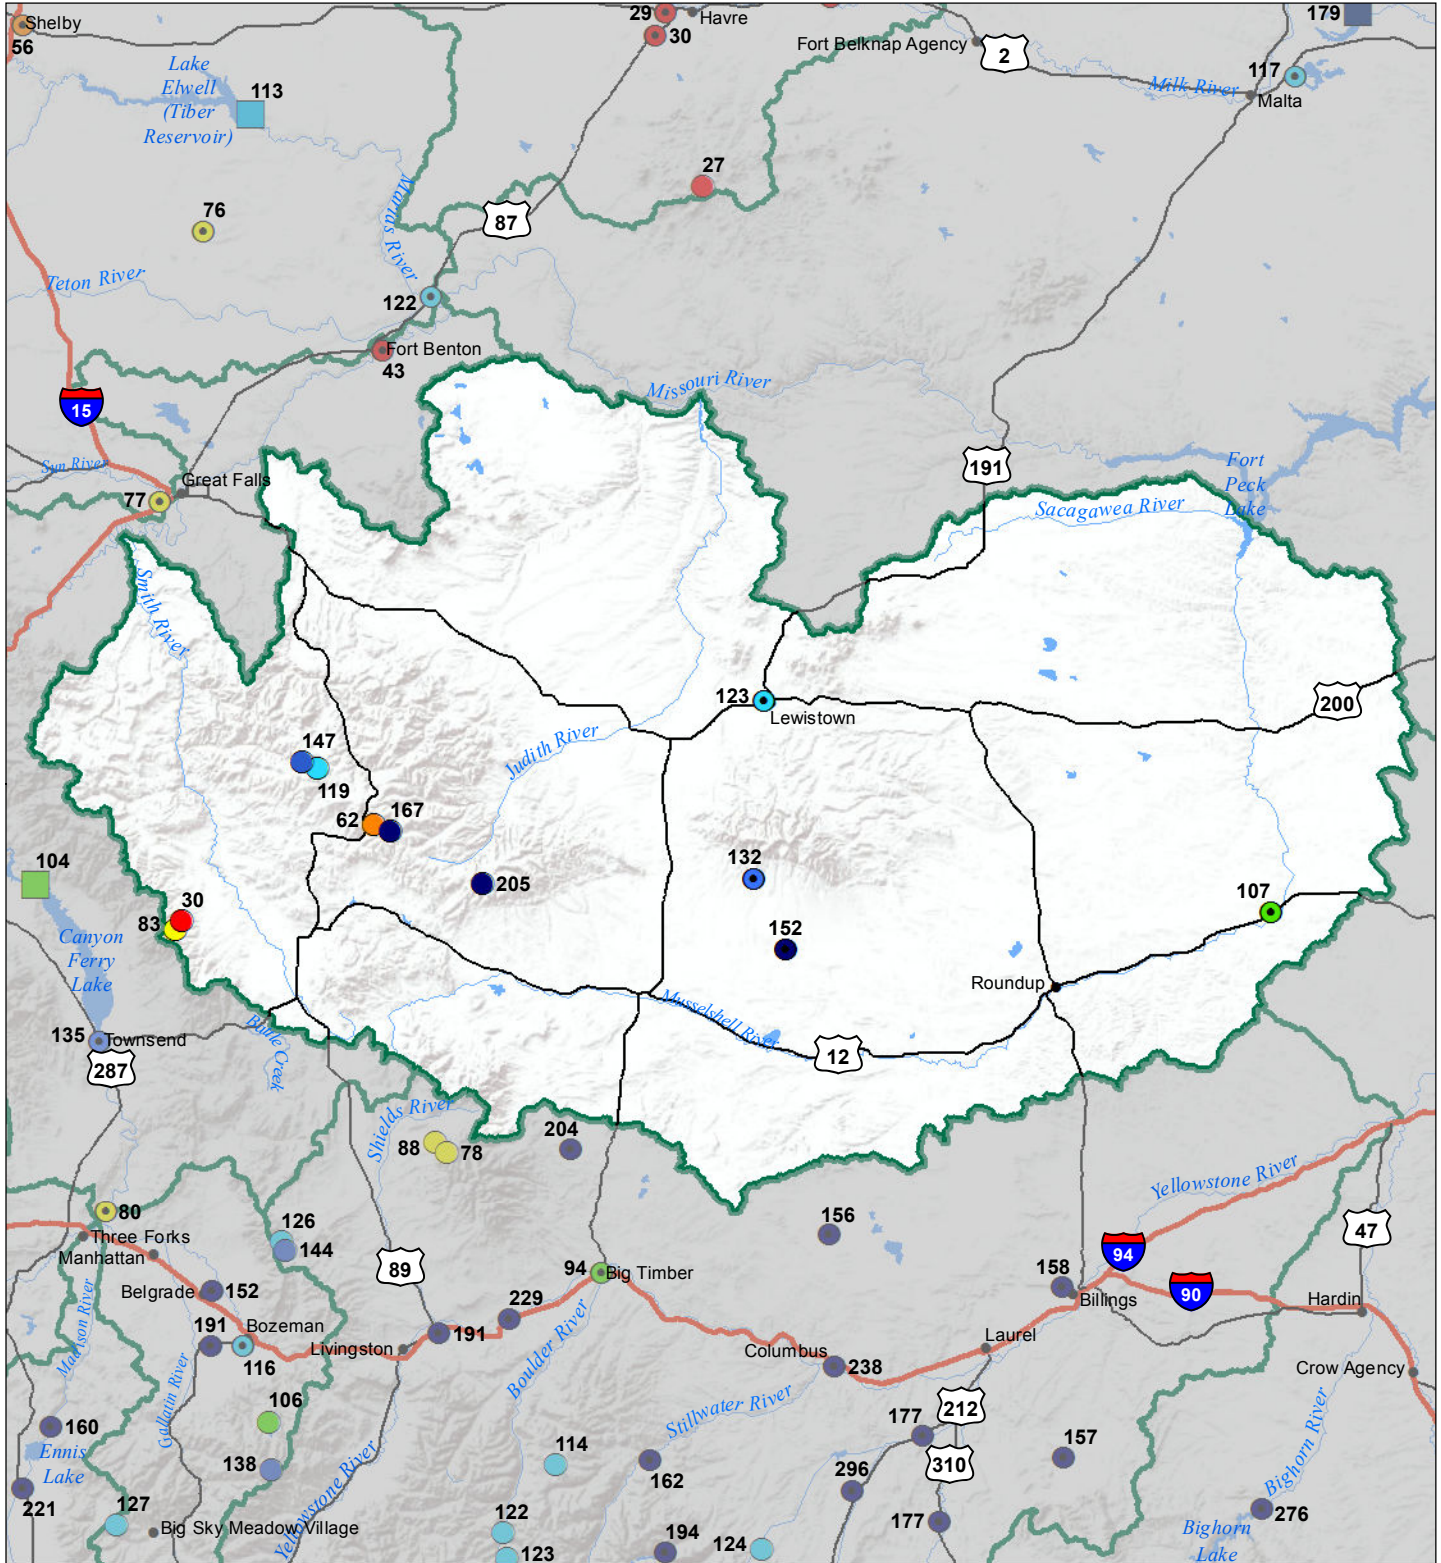 Shelby
56
29
Havre
30
179
Fort Belknap Agency
2
117
Milk River
Malta
Lake
Elwell
(Tiber
Reservoir)
113
27
76
Marias River
87
Teton River
122
Fort Benton
43
Missouri River
15
Sun River
Great Falls
77
191
Fort
Peck
Lake
Sacagawea River
Smith River
123
Lewistown
200
Judith River
147
119
62
167
132
205
104
30
83
107
152
Canyon
Ferry
Lake
Roundup
Musselshell River
12
135
Townsend
287
Battle Creek
Shields River
88
78
204
Yellowstone River
80
Three Forks
Manhattan
126
144
156
47
94
89
94
Big Timber
158
Billings
90
Hardin
Belgrade
152
Madison River
229
191
Bozeman
116
Livingston
191
Boulder River
Columbus
238
Laurel
Crow Agency
Gallatin River
106
Stillwater River
212
177
157
Bighorn River
160
Ennis
Lake
138
114
162
310
296
221
127
Big Sky Meadow Village
Yellowstone River
122
123
194
124
177
276
Bighorn
Lake